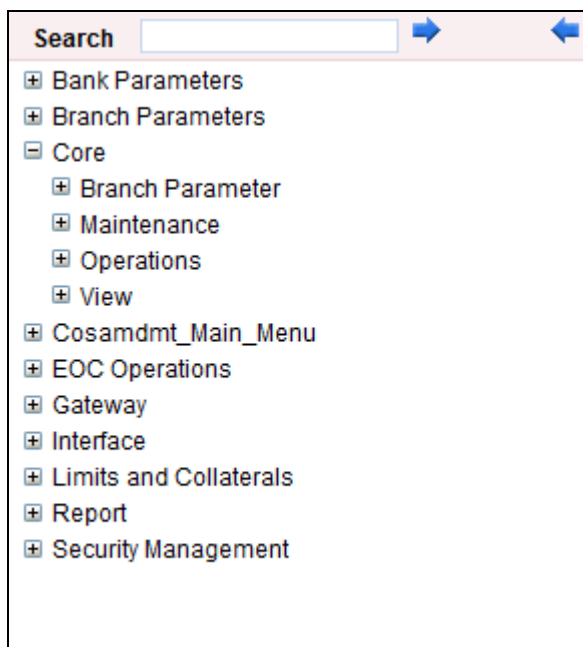 Search
Bank Parameters
Branch Parameters
Core
Branch Parameter
Maintenance
Operations
View
Cosamdmt_Main_Menu
EOC Operations
Gateway
Interface
Limits and Collaterals
Report
Security Management